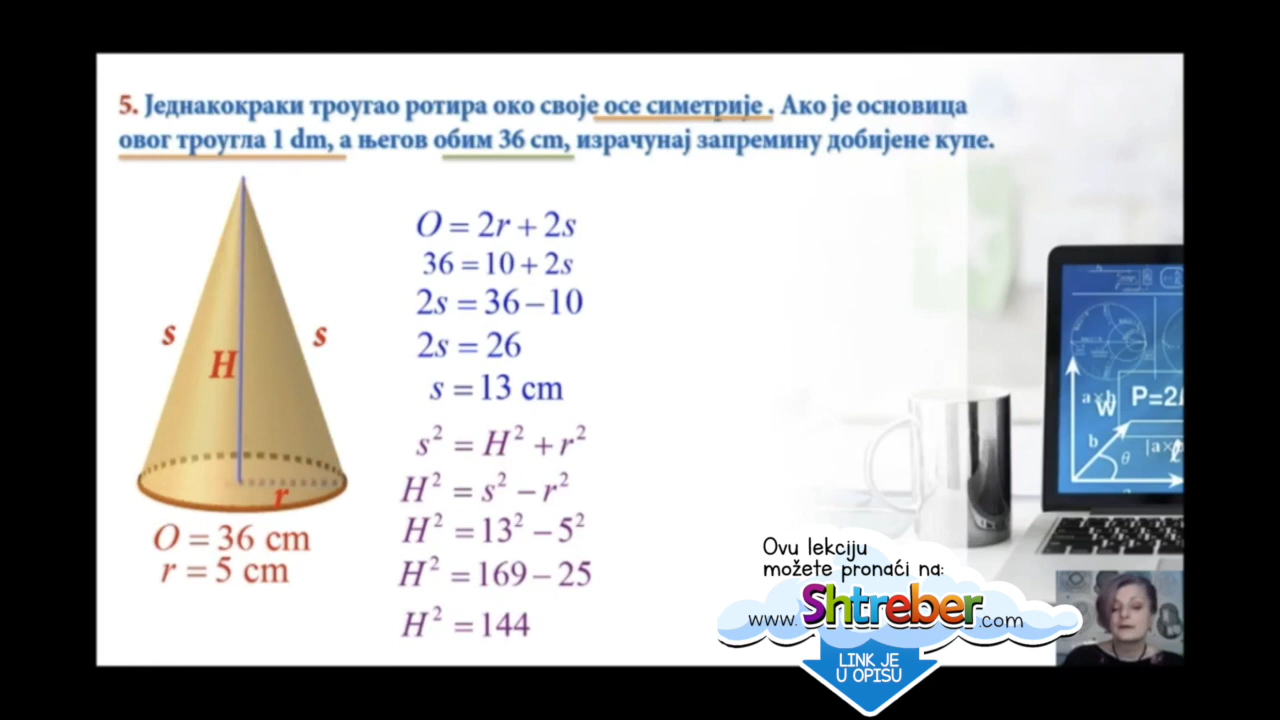 5. Једнакокраки троугао ротира око своје осе симетрије . Ако је основица
овог троугла 1 dm, а његов обим 36 cm, израчунај запремину добијене купе.
s
s
H
r
O = 36 cm
r = 5 cm
O = 2r + 2s
36 = 10 + 2s
2s = 36 – 10
2s = 26
s = 13 cm
s² = H² + r²
H² = s² – r²
H² = 13² – 5²
H² = 169 – 25
H² = 144
a×b
W
P=2
b
θ
|a×
Ovu lekciju
možete pronaći na:
www.Shtreber.com
LINK JE
U OPISU